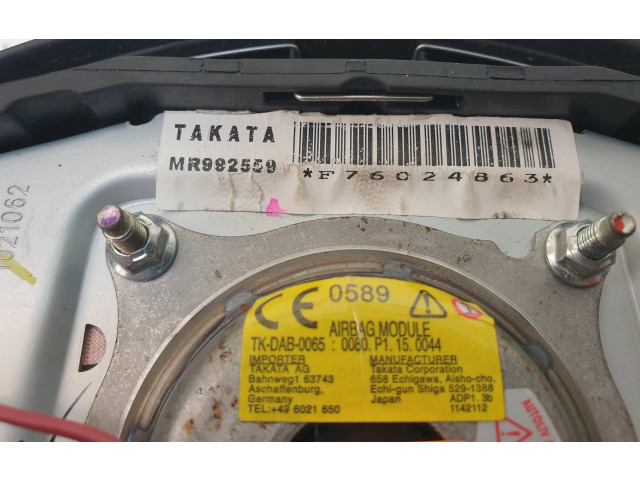 TAKATA
MR992559
*F76024863*
1021062
CE 0589
AIRBAG MODULE
TK-DAB-0065 : 0080. P1. 15. 0044
IMPORTER
TAKATA AG
Bahnweg1 63743
Aschaffenburg,
Germany
TEL:+49 6021 650
MANUFACTURER
Takata Corporation
658 Echigawa, Aisho-cho,
Echi-gun Shiga 529-1388
Japan ADP1. 3b
1142112
AUTOLIV